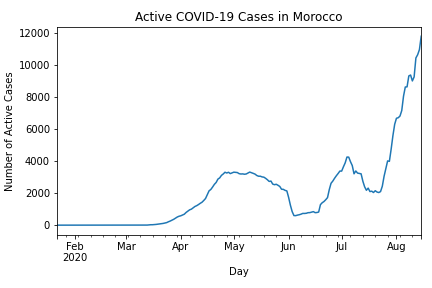 Active COVID-19 Cases in Morocco
Number of Active Cases
12000
10000
8000
6000
4000
2000
0
Feb Mar Apr May Jun Jul Aug
2020
Day